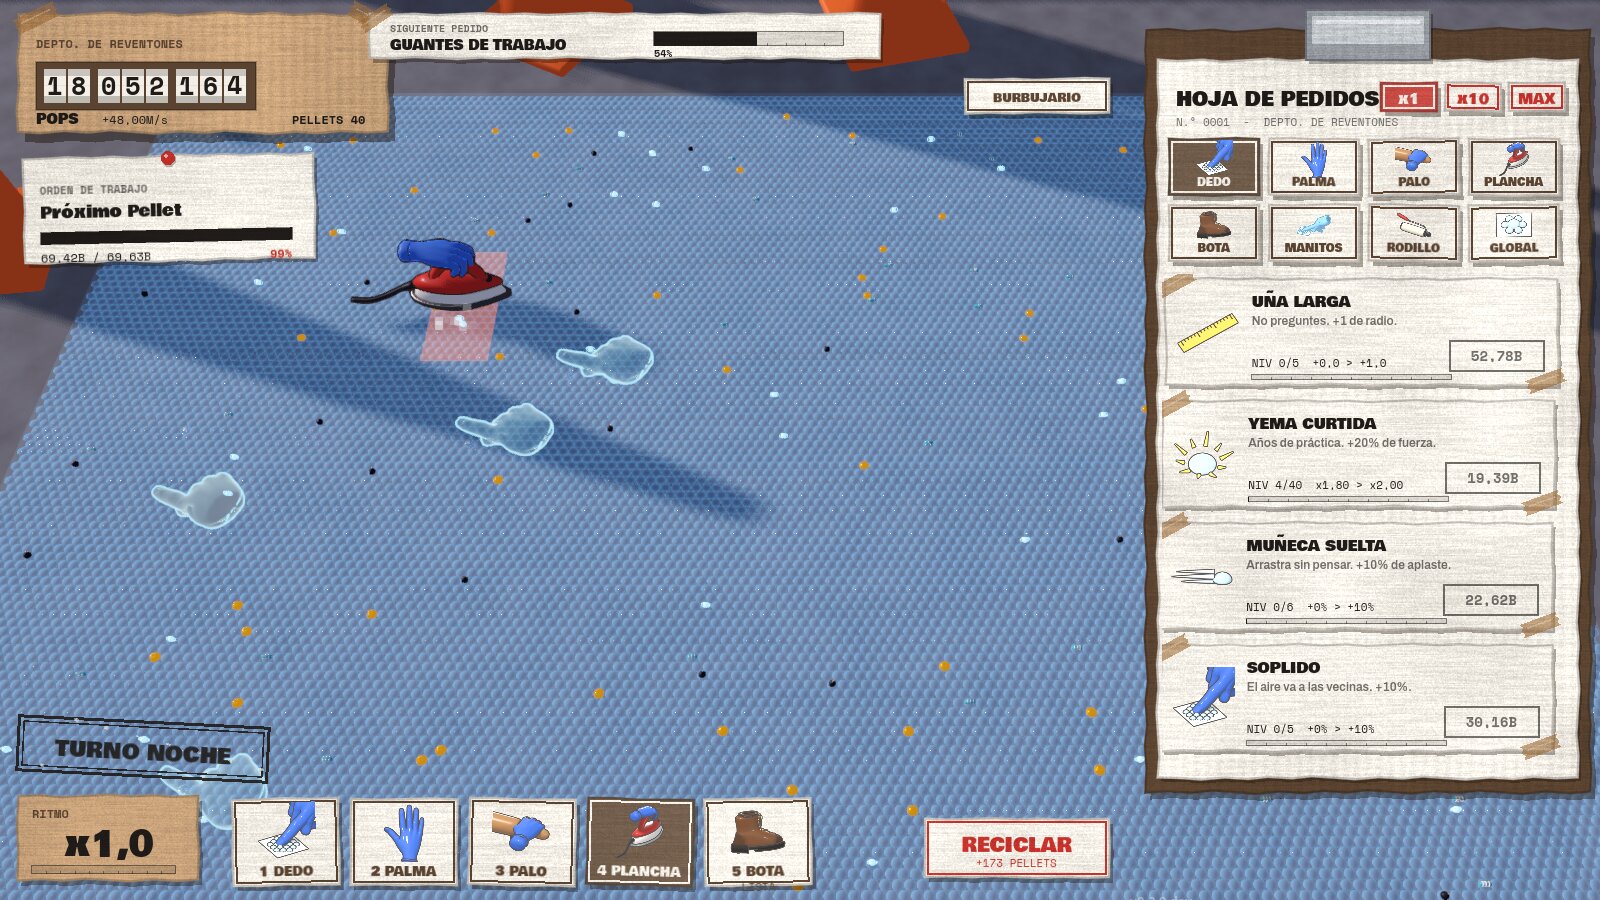 DEPTO. DE REVENTONES
18 052 164
POPS +48,00M/s PELLETS 40
SIGUIENTE PEDIDO
GUANTES DE TRABAJO
54%
BURBUJARIO
ORDEN DE TRABAJO
Próximo Pellet
69,42B / 69,63B 99%
HOJA DE PEDIDOS x1 x10 MAX
N.° 0001 - DEPTO. DE REVENTONES
DEDO PALMA PALO PLANCHA
BOTA MANITOS RODILLO GLOBAL
UÑA LARGA
No preguntes. +1 de radio.
NIV 0/5 +0,0 > +1,0
52,78B
YEMA CURTIDA
Años de práctica. +20% de fuerza.
NIV 4/40 x1,80 > x2,00
19,39B
MUÑECA SUELTA
Arrastra sin pensar. +10% de aplaste.
NIV 0/6 +0% > +10%
22,62B
SOPLIDO
El aire va a las vecinas. +10%.
NIV 0/5 +0% > +10%
30,16B
TURNO NOCHE
RITMO
x1,0
1 DEDO 2 PALMA 3 PALO 4 PLANCHA 5 BOTA
RECICLAR
+173 PELLETS